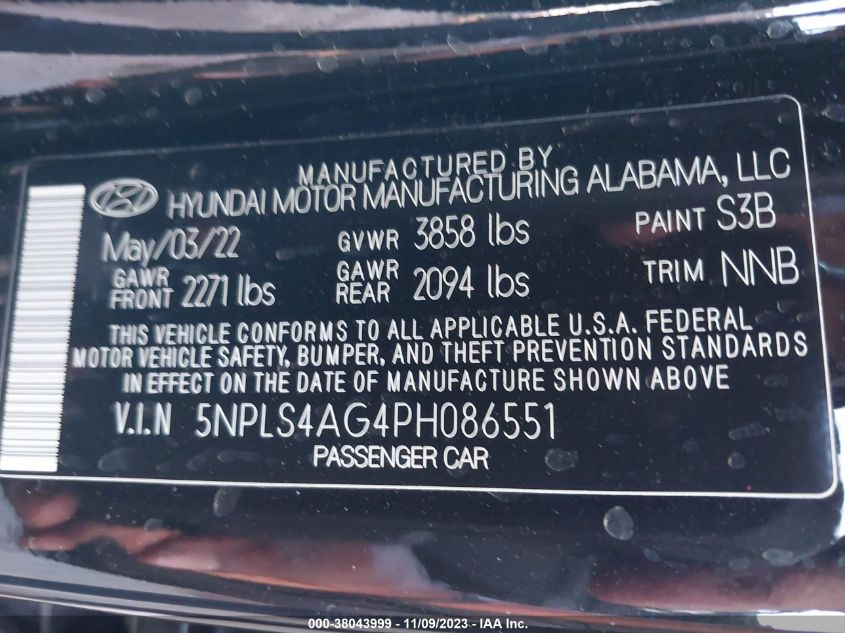 MANUFACTURED BY
HYUNDAI MOTOR MANUFACTURING ALABAMA, LLC
May/03/22 GVWR 3858 lbs PAINT S3B
GAWR FRONT 2271 lbs GAWR REAR 2094 lbs TRIM NNB
THIS VEHICLE CONFORMS TO ALL APPLICABLE U.S.A. FEDERAL
MOTOR VEHICLE SAFETY, BUMPER, AND THEFT PREVENTION STANDARDS
IN EFFECT ON THE DATE OF MANUFACTURE SHOWN ABOVE
V.I.N 5NPLS4AG4PH086551
PASSENGER CAR
000-38043999 - 11/09/2023 - IAA Inc.